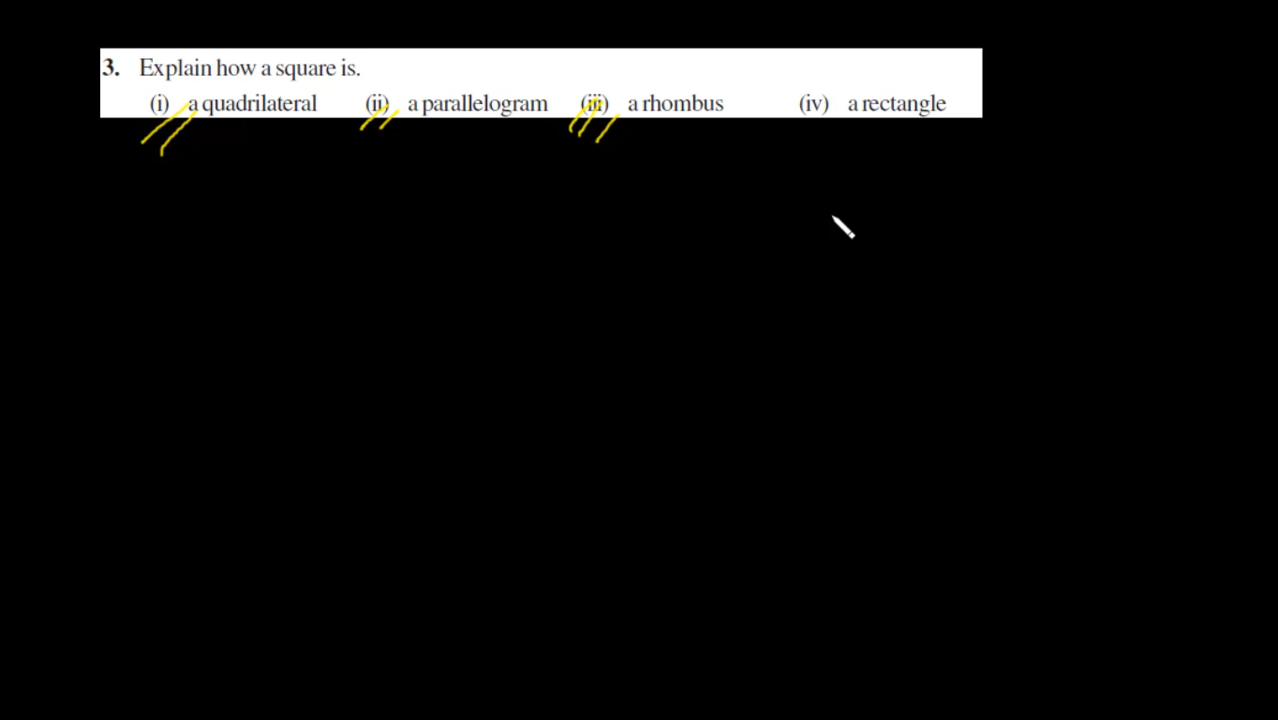 3. Explain how a square is.
(i) a quadrilateral (ii) a parallelogram (iii) a rhombus (iv) a rectangle